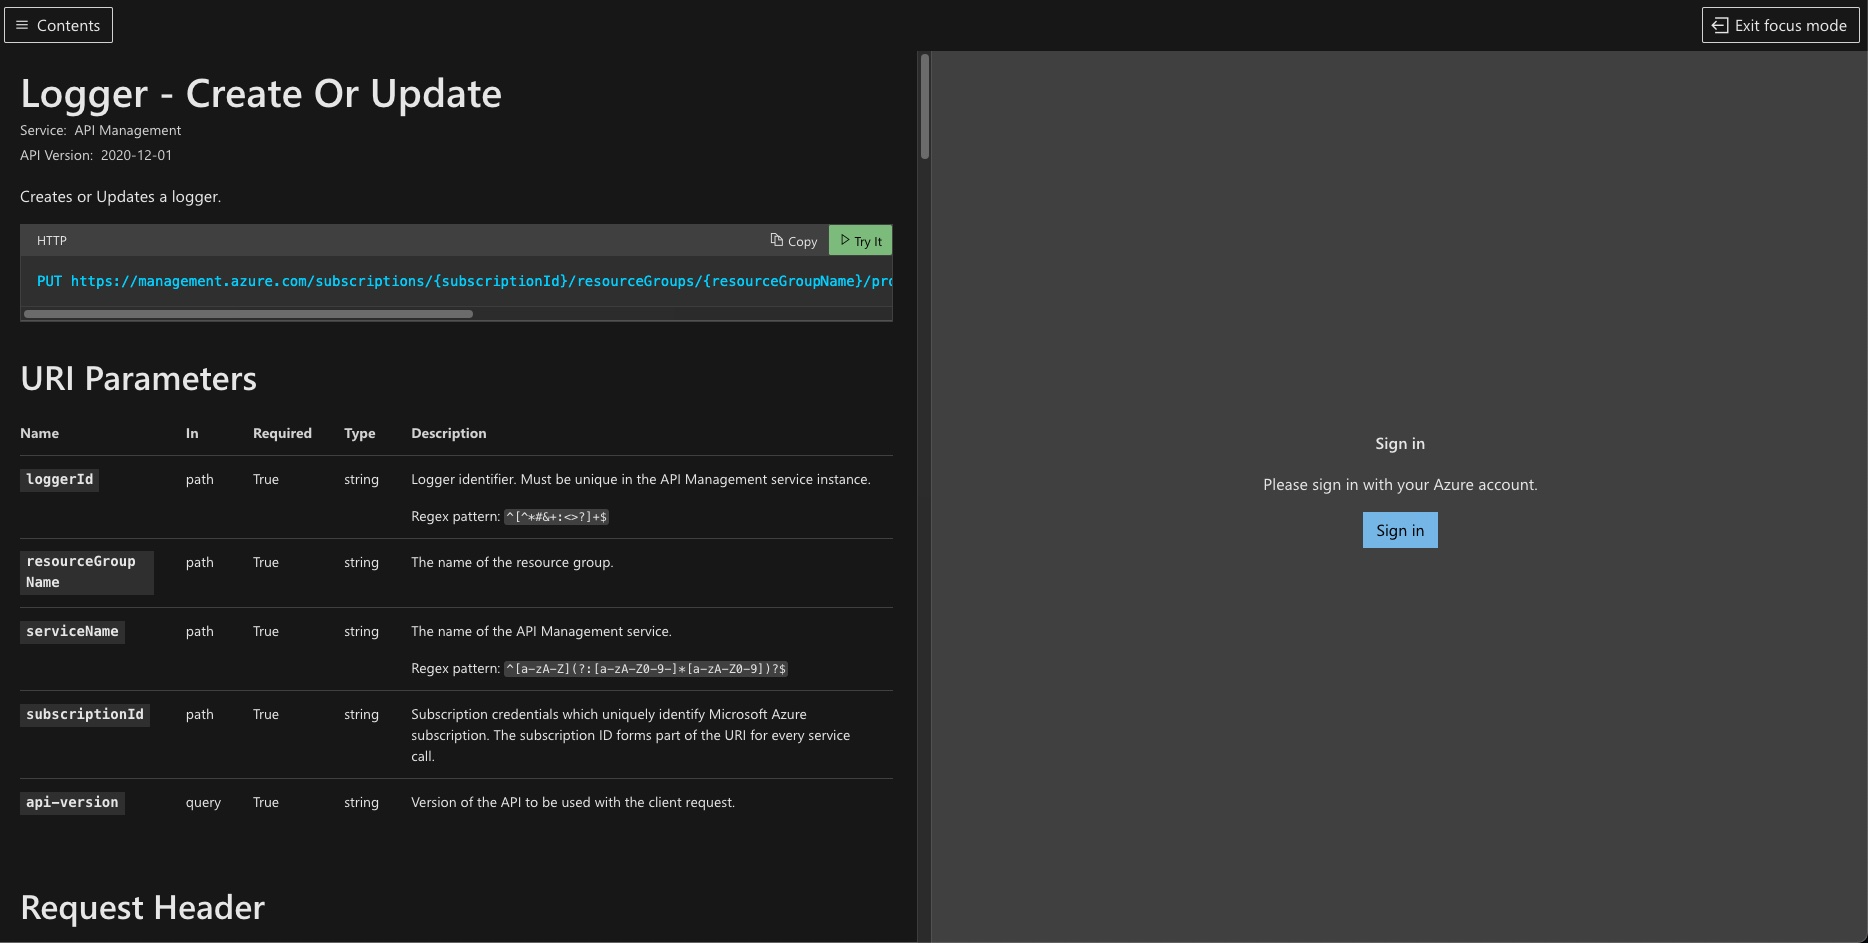 Contents
Exit focus mode
Logger - Create Or Update
Service: API Management
API Version: 2020-12-01
Creates or Updates a logger.
HTTP
Copy
Try It
PUT https://management.azure.com/subscriptions/{subscriptionId}/resourceGroups/{resourceGroupName}/pro
URI Parameters
Name In Required Type Description
loggerId path True string Logger identifier. Must be unique in the API Management service instance.
Regex pattern: ^[^*#&+:<>?]+$
resourceGroup path True string The name of the resource group.
Name
serviceName path True string The name of the API Management service.
Regex pattern: ^[a-zA-Z](?:[a-zA-Z0-9-]*[a-zA-Z0-9])?$
subscriptionId path True string Subscription credentials which uniquely identify Microsoft Azure
subscription. The subscription ID forms part of the URI for every service
call.
api-version query True string Version of the API to be used with the client request.
Request Header
Sign in
Please sign in with your Azure account.
Sign in